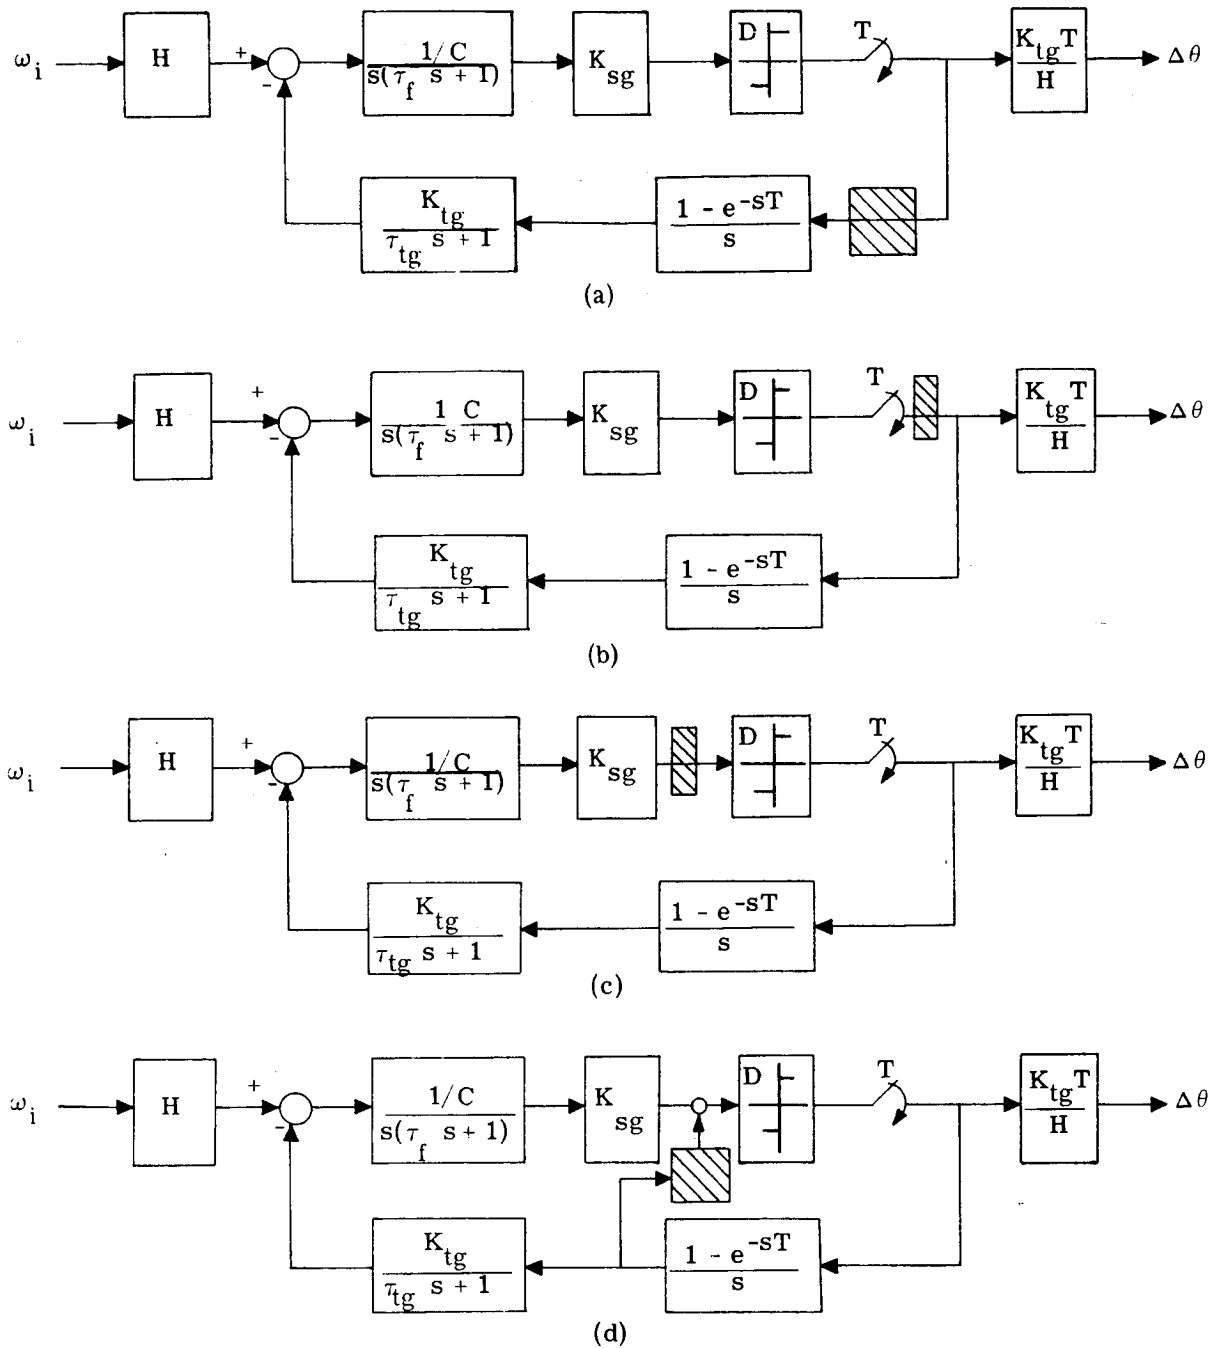 ω_i H + - 1/C / s(τ_f s + 1) K_sg D T K_tg T / H Δθ
K_tg / τ_tg s + 1 1 - e^-sT / s
(a)
ω_i H + - 1 C / s(τ_f s + 1) K_sg D T K_tg T / H Δθ
K_tg / τ_tg s + 1 1 - e^-sT / s
(b)
ω_i H + - 1/C / s(τ_f s + 1) K_sg D T K_tg T / H Δθ
K_tg / τ_tg s + 1 1 - e^-sT / s
(c)
ω_i H + - 1/C / s(τ_f s + 1) K_sg D T K_tg T / H Δθ
K_tg / τ_tg s + 1 1 - e^-sT / s
(d)